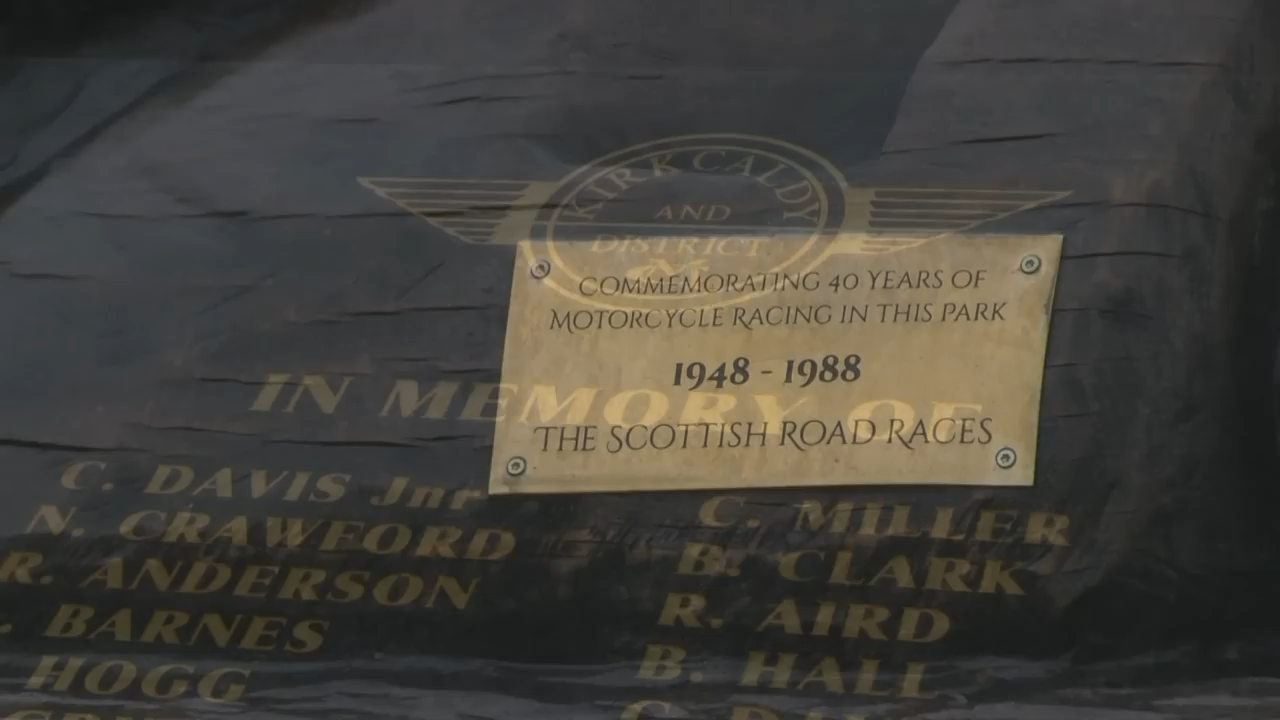 KIRKCALDY
AND
DISTRICT
COMMEMORATING 40 YEARS OF
MOTORCYCLE RACING IN THIS PARK
1948 - 1988
THE SCOTTISH ROAD RACES
IN MEMORY OF
C. DAVIS Jnr
N. CRAWFORD
R. ANDERSON
BARNES
HOGG
C. MILLER
B. CLARK
R. AIRD
B. HALL